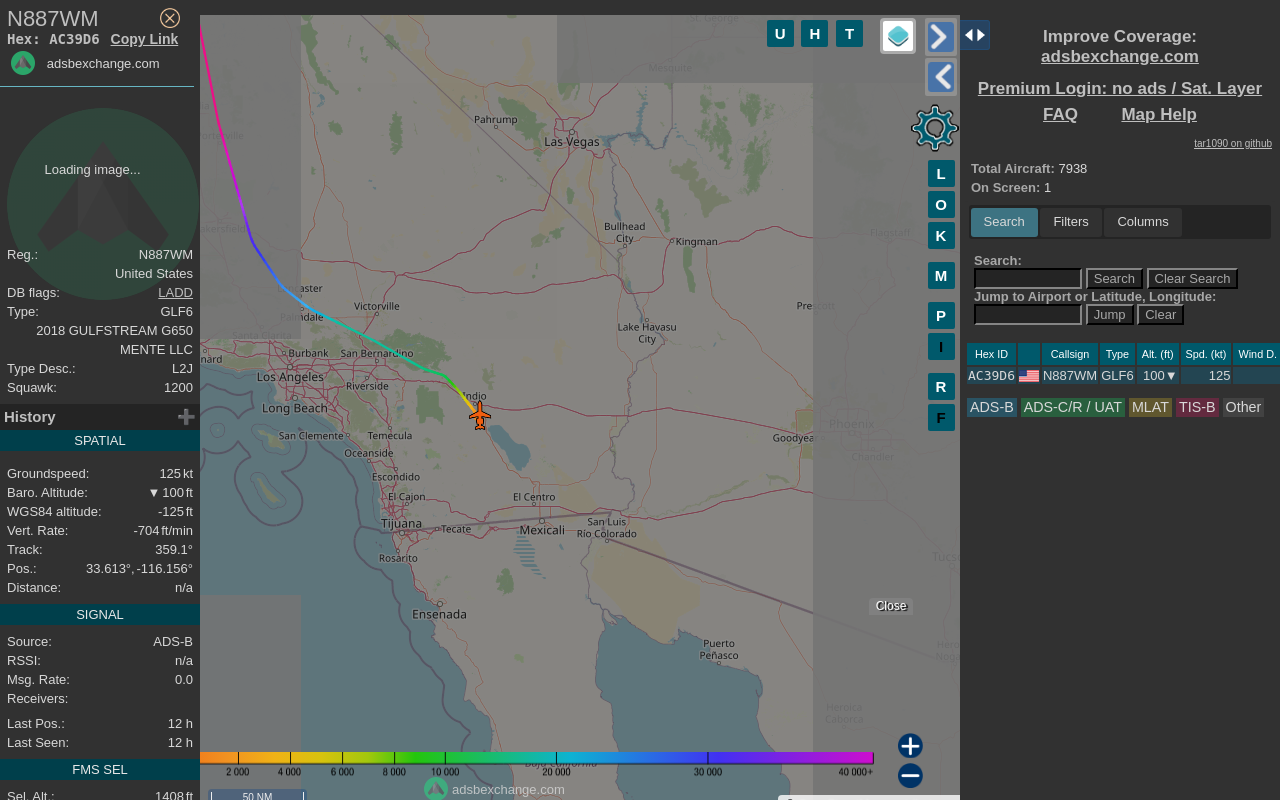 N887WM
Hex: AC39D6 Copy Link
adsbexchange.com
Loading image...
Reg.: N887WM
United States
DB flags: LADD
Type: GLF6
2018 GULFSTREAM G650
MENTE LLC
Type Desc.: L2J
Squawk: 1200
History
SPATIAL
Groundspeed: 125 kt
Baro. Altitude: ▼ 100 ft
WGS84 altitude: -125 ft
Vert. Rate: -704 ft/min
Track: 359.1°
Pos.: 33.613°, -116.156°
Distance: n/a
SIGNAL
Source: ADS-B
RSSI: n/a
Msg. Rate: 0.0
Receivers:
Last Pos.: 12 h
Last Seen: 12 h
FMS SEL
Sel. Alt.: 1408 ft
St. George
Mesquite
Pahrump
Las Vegas
Bullhead
City
Kingman
Flagstaff
Victorville
Lake Havasu
City
Burbank
San Bernardino
Los Angeles
Riverside
Long Beach
Indio
San Clemente
Temecula
Oceanside
Phoenix
Chandler
Escondido
El Cajon
El Centro
Tijuana
Tecate
Mexicali
San Luis
Río Colorado
Rosarito
Ensenada
Puerto
Peñasco
Heroica
Caborca
U H T
L
O
K
M
P
I
R
F
Close
2 000 4 000 6 000 8 000 10 000 20 000 30 000 40 000+
Baja California
50 NM
adsbexchange.com
Improve Coverage:
adsbexchange.com
Premium Login: no ads / Sat. Layer
FAQ Map Help
tar1090 on github
Total Aircraft: 7938
On Screen: 1
Search Filters Columns
Search:
Search Clear Search
Jump to Airport or Latitude, Longitude:
Jump Clear
Hex ID Callsign Type Alt. (ft) Spd. (kt) Wind D.
AC39D6 N887WM GLF6 100▼ 125
ADS-B ADS-C/R / UAT MLAT TIS-B Other